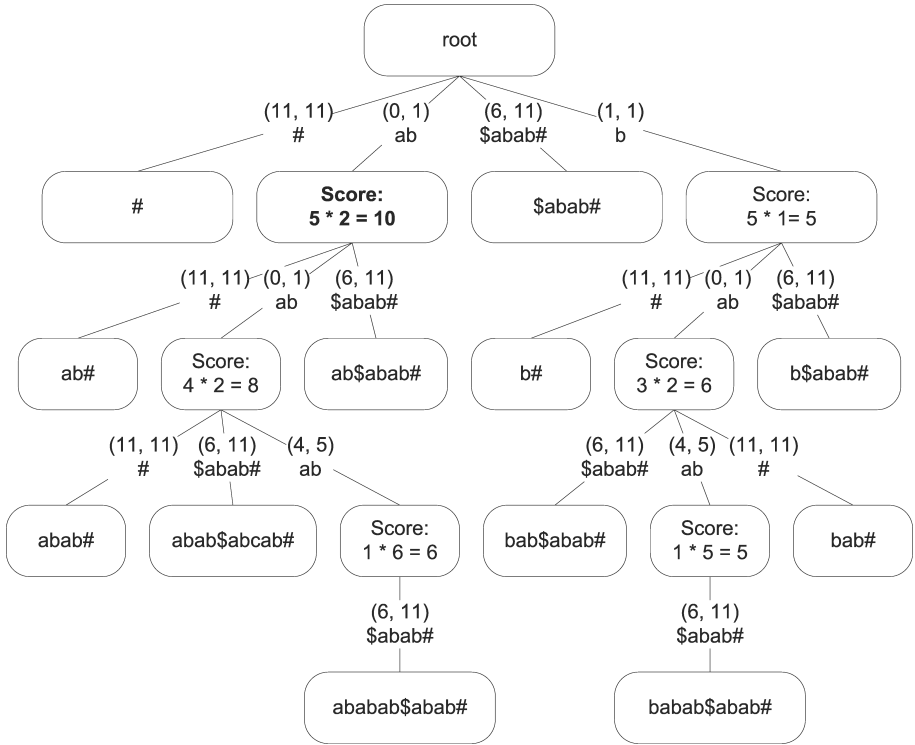 root
(11, 11)
#
(0, 1)
ab
(6, 11)
$abab#
(1, 1)
b
#
Score:
5 * 2 = 10
$abab#
Score:
5 * 1= 5
(11, 11)
#
(0, 1)
ab
(6, 11)
$abab#
(11, 11)
#
(0, 1)
ab
(6, 11)
$abab#
ab#
Score:
4 * 2 = 8
ab$abab#
b#
Score:
3 * 2 = 6
b$abab#
(11, 11)
#
(6, 11)
$abab#
(4, 5)
ab
(6, 11)
$abab#
(4, 5)
ab
(11, 11)
#
abab#
abab$abcab#
Score:
1 * 6 = 6
bab$abab#
Score:
1 * 5 = 5
bab#
(6, 11)
$abab#
(6, 11)
$abab#
ababab$abab#
babab$abab#